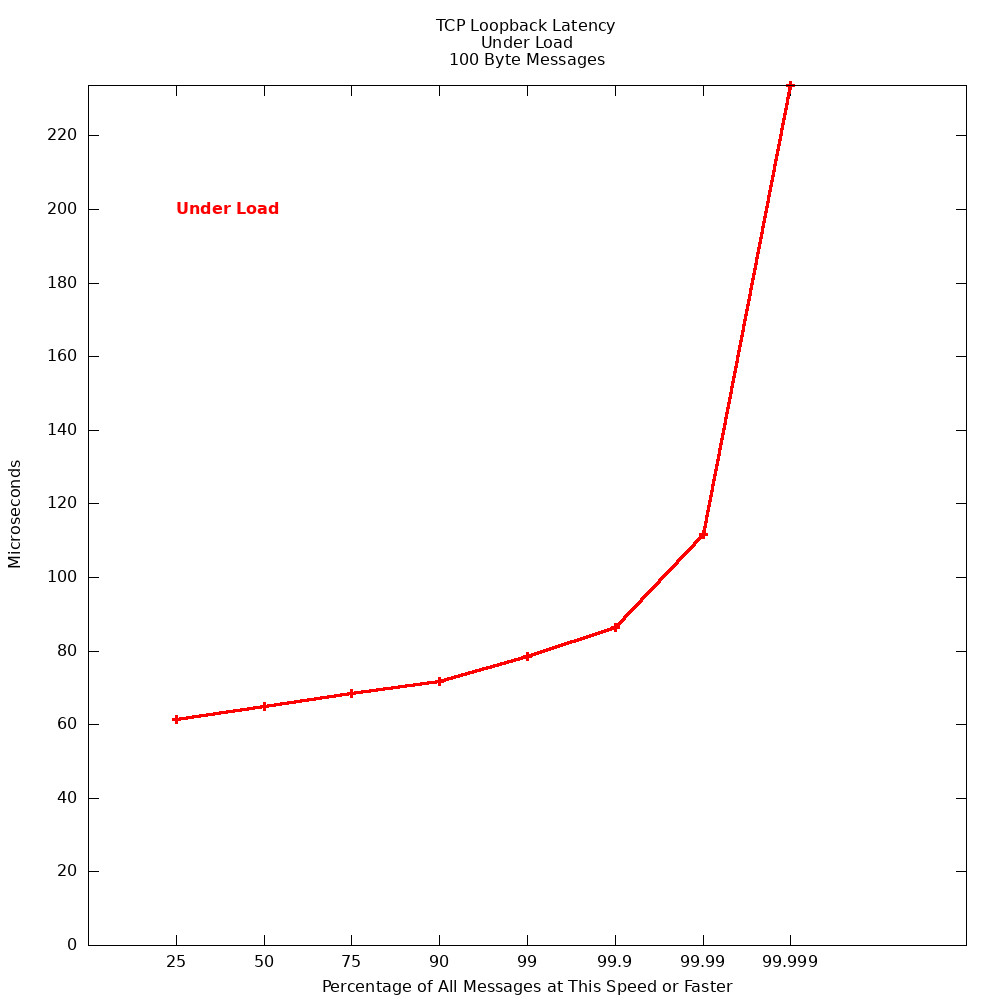 TCP Loopback Latency
Under Load
100 Byte Messages
220
200
180
160
140
120
100
80
60
40
20
0
Under Load
Microseconds
25 50 75 90 99 99.9 99.99 99.999
Percentage of All Messages at This Speed or Faster